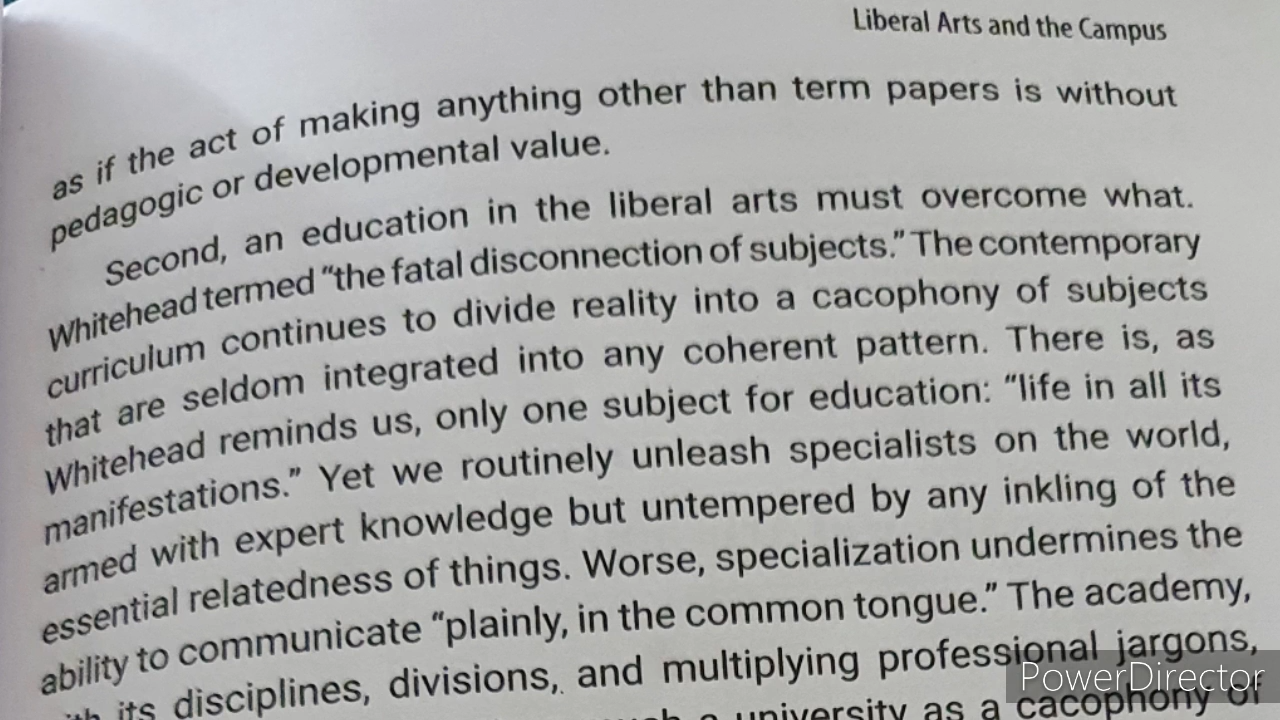 Liberal Arts and the Campus
as if the act of making anything other than term papers is without
pedagogic or developmental value.
Second, an education in the liberal arts must overcome what.
Whitehead termed “the fatal disconnection of subjects.” The contemporary
curriculum continues to divide reality into a cacophony of subjects
that are seldom integrated into any coherent pattern. There is, as
Whitehead reminds us, only one subject for education: “life in all its
manifestations.” Yet we routinely unleash specialists on the world,
armed with expert knowledge but untempered by any inkling of the
essential relatedness of things. Worse, specialization undermines the
ability to communicate “plainly, in the common tongue.” The academy,
its disciplines, divisions, and multiplying professional jargons,
a university as a cacophony of
PowerDirector